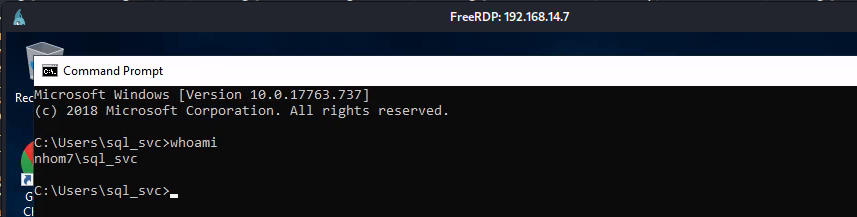 FreeRDP: 192.168.14.7
Command Prompt
Microsoft Windows [Version 10.0.17763.737]
(c) 2018 Microsoft Corporation. All rights reserved.
C:\Users\sql_svc>whoami
nhom7\sql_svc
C:\Users\sql_svc>
Rec
G
Ch